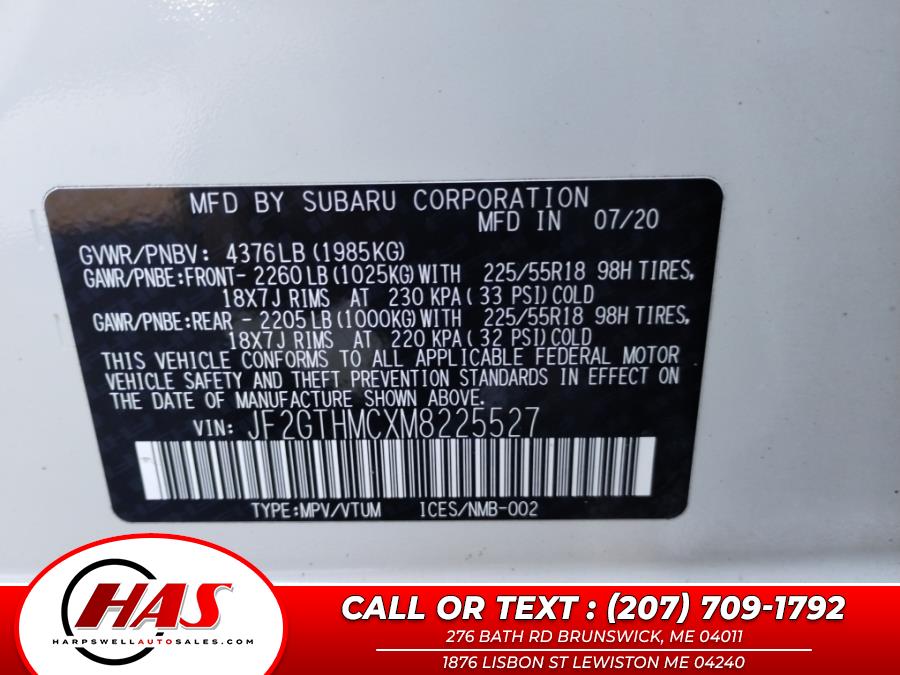 MFD BY SUBARU CORPORATION
MFD IN 07/20
GVWR/PNBV: 4376LB (1985KG)
GAWR/PNBE:FRONT- 2260LB (1025KG) WITH 225/55R18 98H TIRES,
18X7J RIMS AT 230 KPA( 33 PSI) COLD
GAWR/PNBE:REAR - 2205LB (1000KG) WITH 225/55R18 98H TIRES,
18X7J RIMS AT 220 KPA( 32 PSI) COLD
THIS VEHICLE CONFORMS TO ALL APPLICABLE FEDERAL MOTOR
VEHICLE SAFETY AND THEFT PREVENTION STANDARDS IN EFFECT ON
THE DATE OF MANUFACTURE SHOWN ABOVE.
VIN: JF2GTHMCXM8225527
TYPE:MPV/VTUM ICES/NMB-002
HAS
HARPSWELLAUTOSALES.COM
CALL OR TEXT : (207) 709-1792
276 BATH RD BRUNSWICK, ME 04011
1876 LISBON ST LEWISTON ME 04240